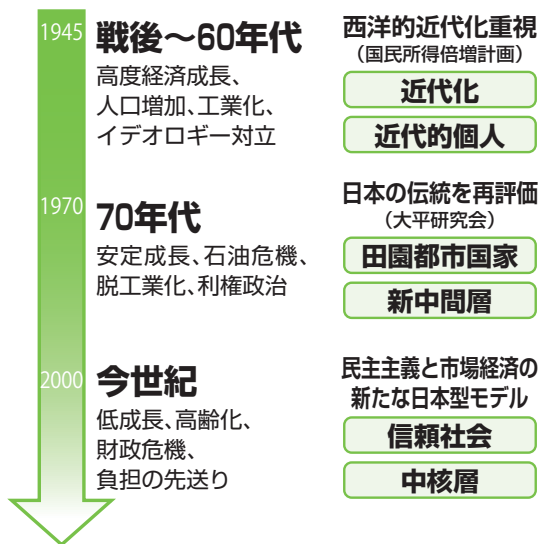 1945
戦後～60年代
高度経済成長、
人口増加、工業化、
イデオロギー対立
西洋的近代化重視
（国民所得倍増計画）
近代化
近代的個人
1970
70年代
安定成長、石油危機、
脱工業化、利権政治
日本の伝統を再評価
（大平研究会）
田園都市国家
新中間層
2000
今世紀
低成長、高齢化、
財政危機、
負担の先送り
民主主義と市場経済の
新たな日本型モデル
信頼社会
中核層